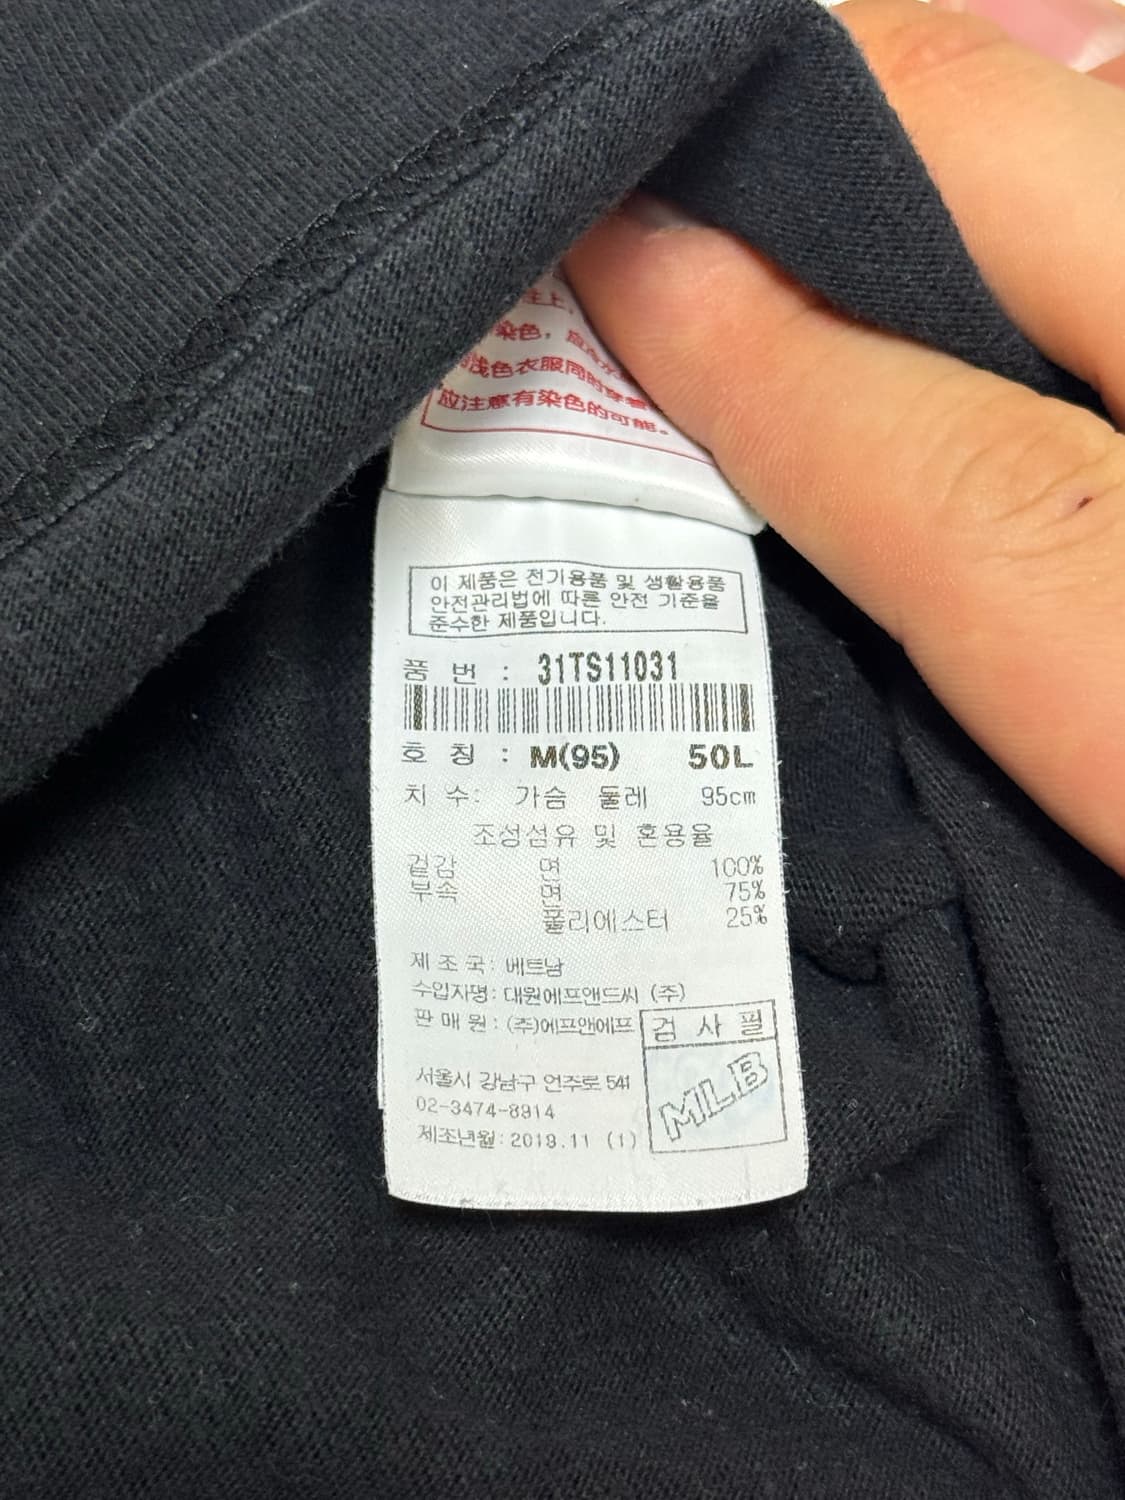 染色，
浅色衣服同时穿着
应注意有染色的可能。
이 제품은 전기용품 및 생활용품
안전관리법에 따른 안전 기준을
준수한 제품입니다.
품 번 : 31TS11031
호 칭 : M(95) 50L
치 수: 가슴 둘레 95cm
조성섬유 및 혼용율
겉감 면 100%
부속 면 75%
폴리에스터 25%
제 조 국: 베트남
수입자명: 대원에프앤드씨 (주)
판 매 원: (주)에프앤에프
검 사 필
MLB
서울시 강남구 언주로 541
02-3474-8914
제조년월: 2018.11 (1)